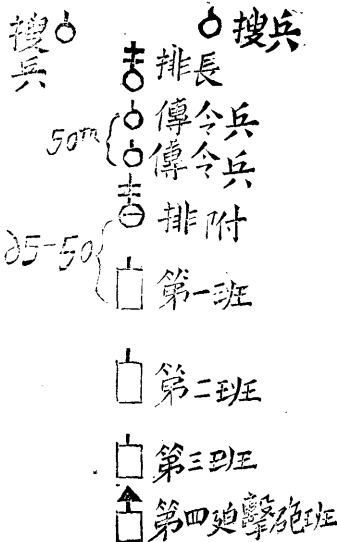 搜兵
搜兵
排長
傳令兵
50m
傳令兵
排附
25-50
第一班
第二班
第三班
第四迫擊砲班